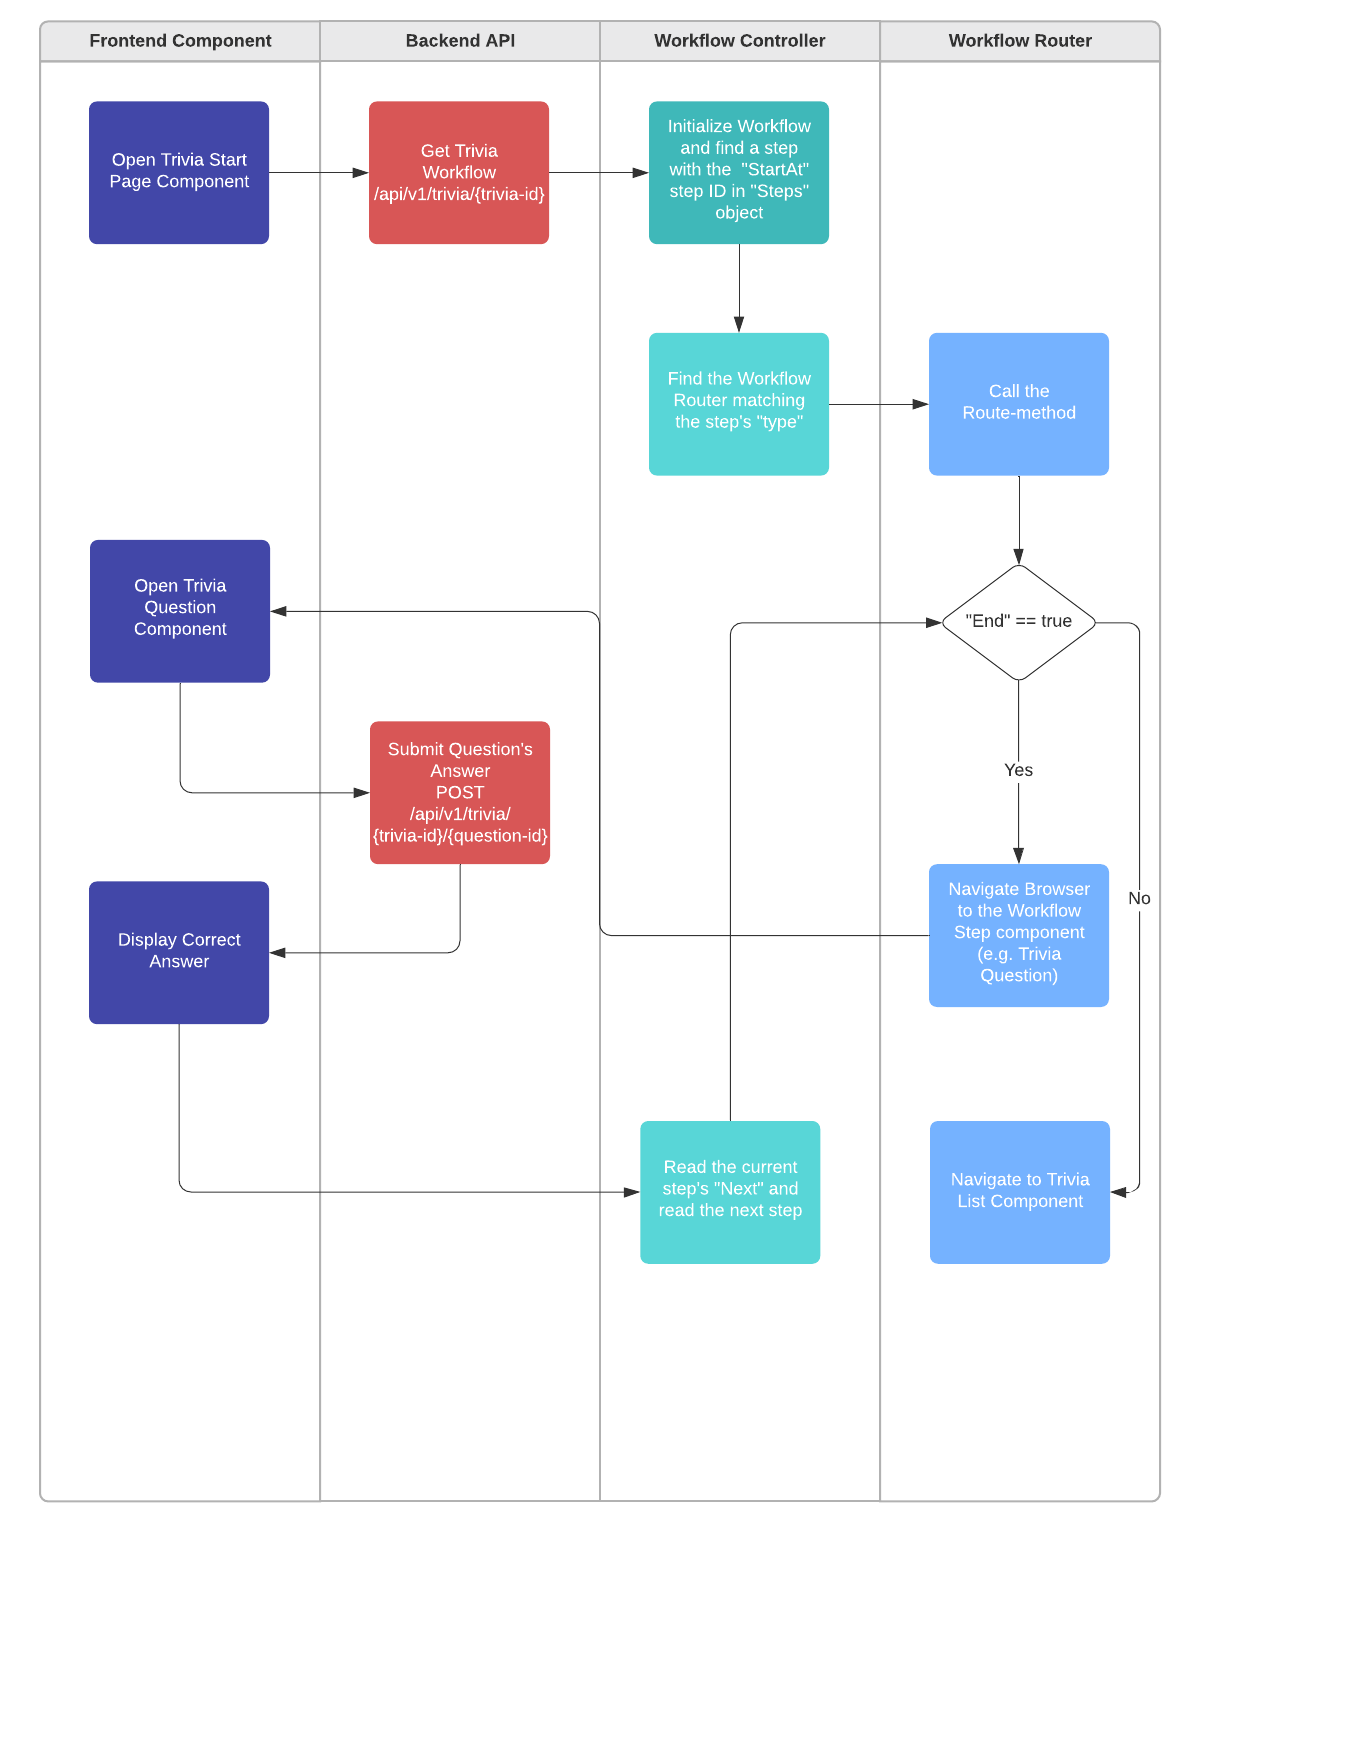 Frontend Component
Backend API
Workflow Controller
Workflow Router
Open Trivia Start
Page Component
Get Trivia
Workflow
/api/v1/trivia/{trivia-id}
Initialize Workflow
and find a step
with the  "StartAt"
step ID in "Steps"
object
Find the Workflow
Router matching
the step's "type"
Call the
Route-method
Open Trivia
Question
Component
"End" == true
Submit Question's
Answer
POST
/api/v1/trivia/
{trivia-id}/{question-id}
Yes
No
Display Correct
Answer
Navigate Browser
to the Workflow
Step component
(e.g. Trivia
Question)
Read the current
step's "Next" and
read the next step
Navigate to Trivia
List Component